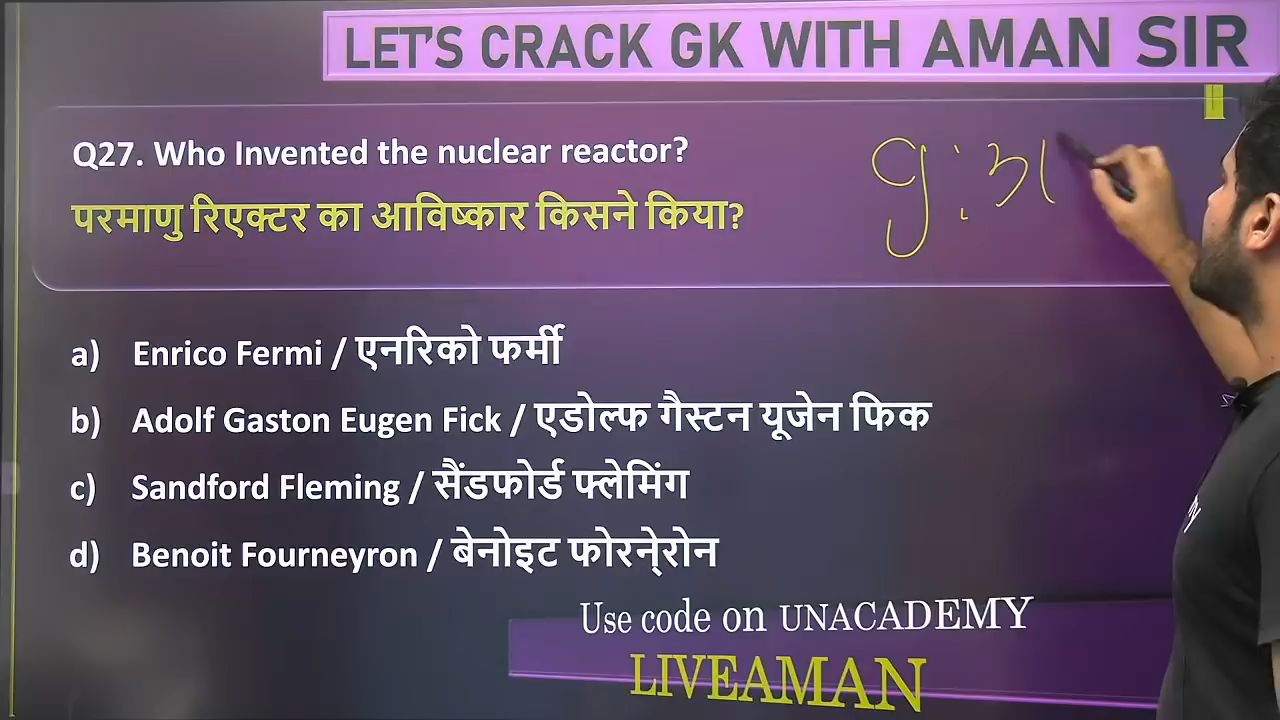 LET'S CRACK GK WITH AMAN SIR
Q27. Who Invented the nuclear reactor?
परमाणु रिएक्टर का आविष्कार किसने किया?
9:31
a) Enrico Fermi / एनरिको फर्मी
b) Adolf Gaston Eugen Fick / एडोल्फ गैस्टन यूजेन फिक
c) Sandford Fleming / सैंडफोर्ड फ्लेमिंग
d) Benoit Fourneyron / बेनोइट फोरने्रोन
Use code on UNACADEMY
LIVEAMAN